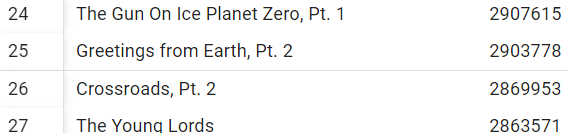 24 The Gun On Ice Planet Zero, Pt. 1 2907615
25 Greetings from Earth, Pt. 2 2903778
26 Crossroads, Pt. 2 2869953
27 The Young Lords 2863571